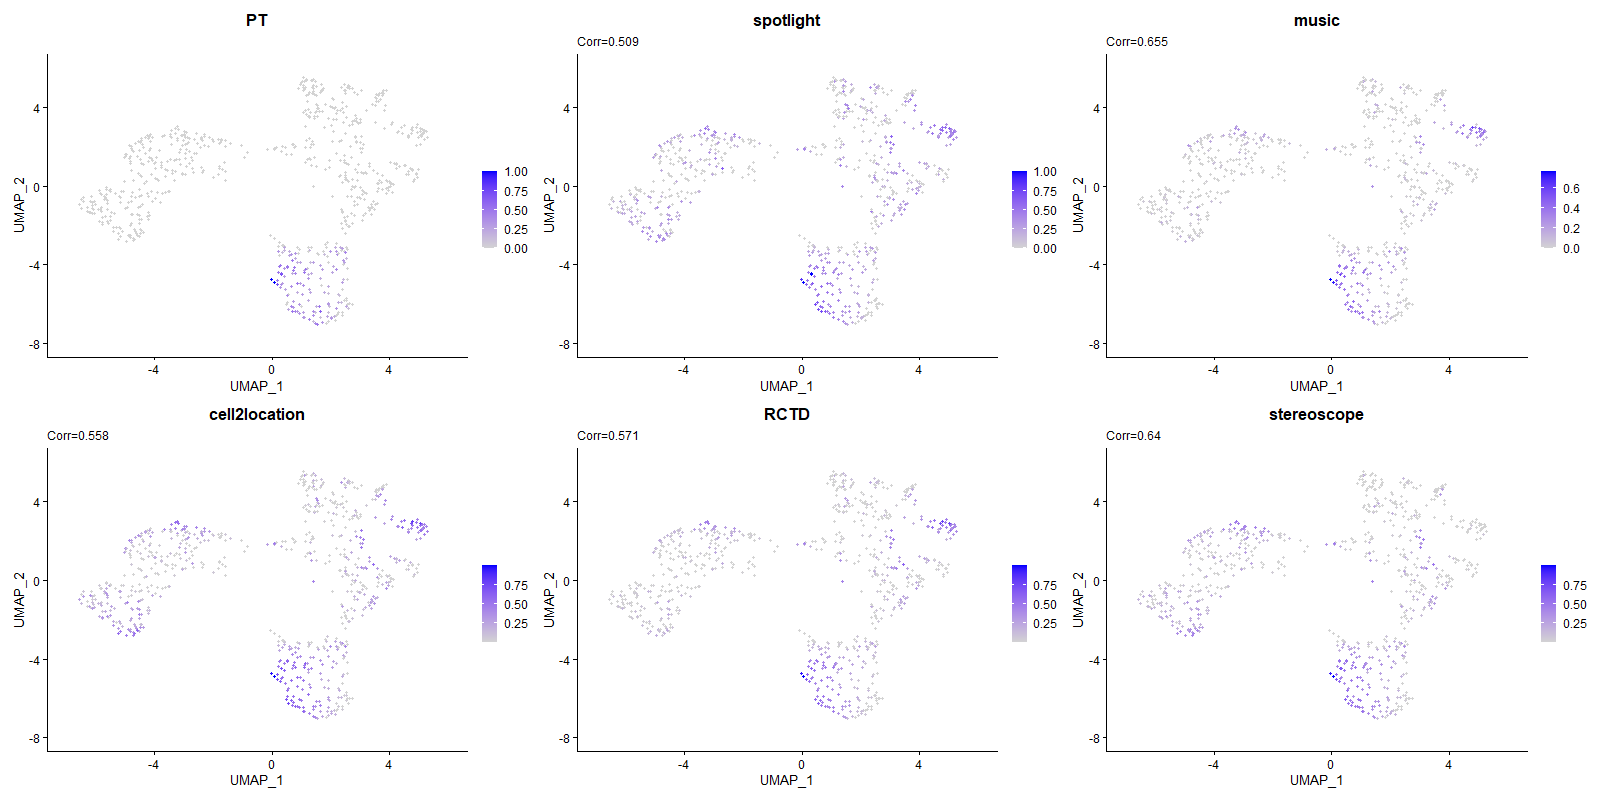 PT
UMAP_2
4
0
-4
-8
-4
0
4
UMAP_1
1.00
0.75
0.50
0.25
0.00
spotlight
Corr=0.509
UMAP_2
4
0
-4
-8
-4
0
4
UMAP_1
1.00
0.75
0.50
0.25
0.00
music
Corr=0.655
UMAP_2
4
0
-4
-8
-4
0
4
UMAP_1
0.6
0.4
0.2
0.0
cell2location
Corr=0.558
UMAP_2
4
0
-4
-8
-4
0
4
UMAP_1
0.75
0.50
0.25
RCTD
Corr=0.571
UMAP_2
4
0
-4
-8
-4
0
4
UMAP_1
0.75
0.50
0.25
stereoscope
Corr=0.64
UMAP_2
4
0
-4
-8
-4
0
4
UMAP_1
0.75
0.50
0.25